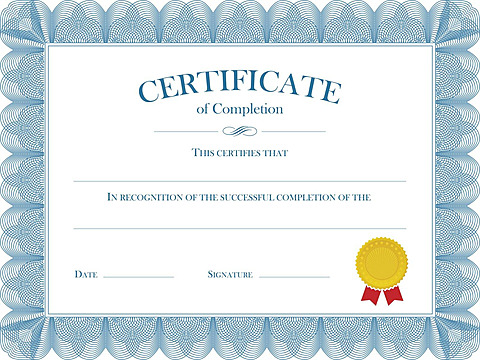 CERTIFICATE
of Completion
THIS CERTIFIES THAT
IN RECOGNITION OF THE SUCCESSFUL COMPLETION OF THE
DATE SIGNATURE